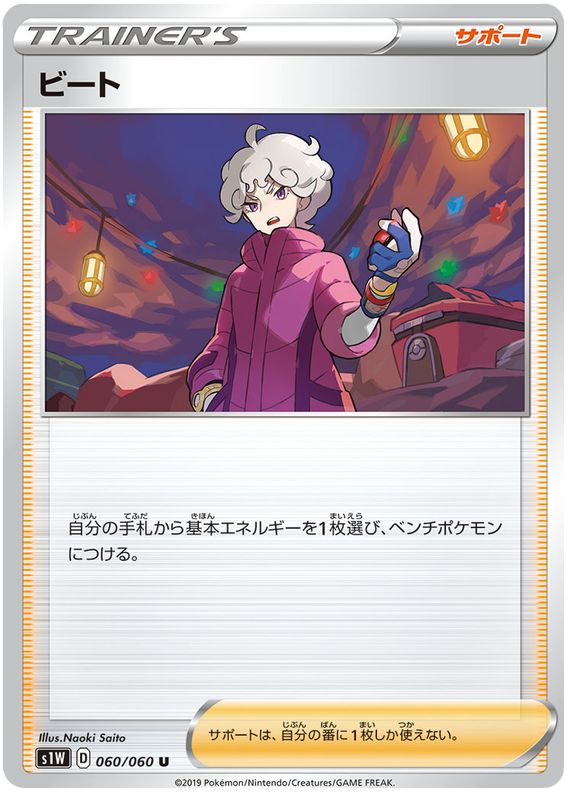 TRAINER'S
サポート
ビート
自分の手札から基本エネルギーを1枚選び、ベンチポケモン
につける。
Illus.Naoki Saito
サポートは、自分の番に1枚しか使えない。
s1W D 060/060 U
©2019 Pokémon/Nintendo/Creatures/GAME FREAK.